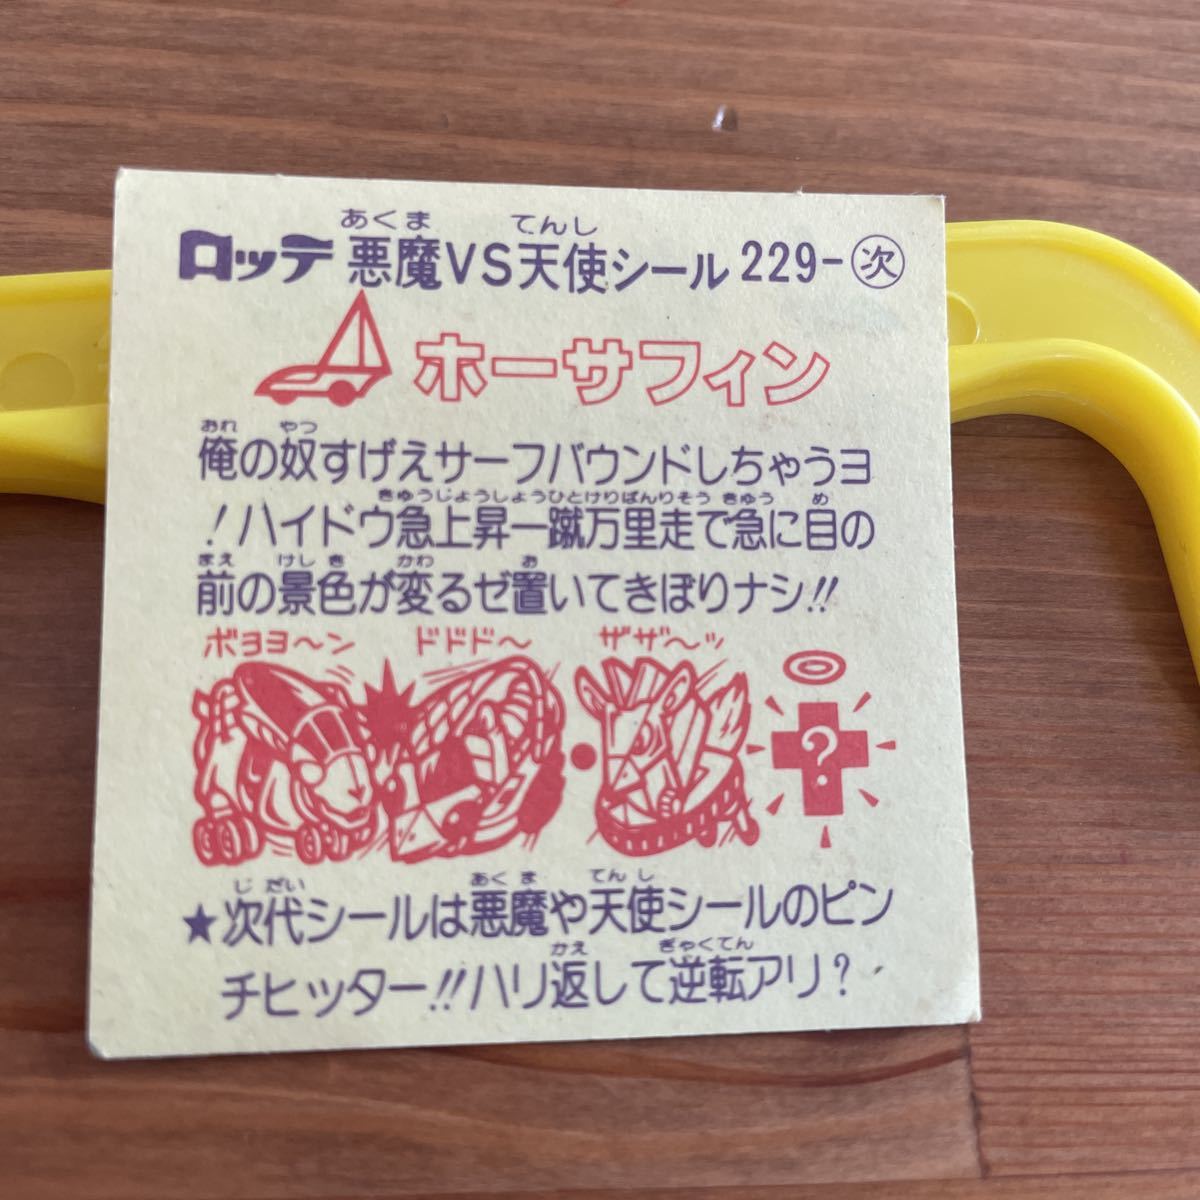 あくま てんし
ロッテ 悪魔VS天使シール 229-㊋次
ホーサフィン
おれ やつ
俺の奴すげえサーフバウンドしちゃうヨ
きゅうじょうしょうひとけりばんりそう きゅう め
!ハイドウ急上昇一蹴万里走で急に目の
まえ けしき かわ お
前の景色が変るゼ置いてきぼりナシ!!
ボヨヨ〜ン ドドド〜 ザザ〜ッ
?
じだい あくま てんし
★次代シールは悪魔や天使シールのピン
かえ ぎゃくてん
チヒッター!!ハリ返して逆転アリ?